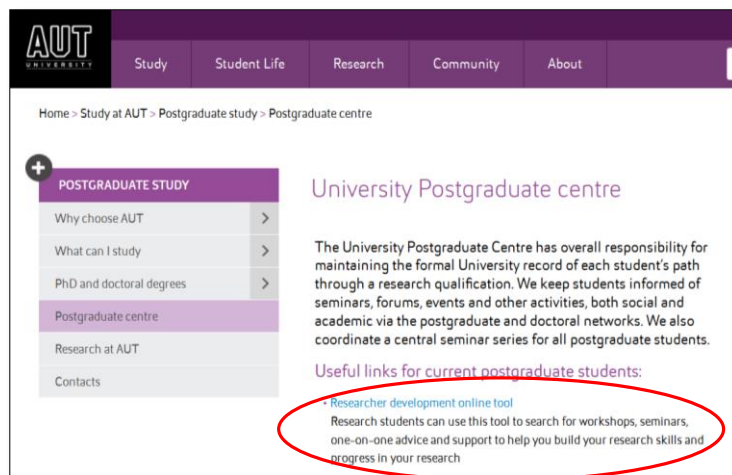 AUT
UNIVERSITY
Study Student Life Research Community About
Home > Study at AUT > Postgraduate study > Postgraduate centre
POSTGRADUATE STUDY
Why choose AUT
What can I study
PhD and doctoral degrees
Postgraduate centre
Research at AUT
Contacts
University Postgraduate centre
The University Postgraduate Centre has overall responsibility for
maintaining the formal University record of each student's path
through a research qualification. We keep students informed of
seminars, forums, events and other activities, both social and
academic via the postgraduate and doctoral networks. We also
coordinate a central seminar series for all postgraduate students.
Useful links for current postgraduate students:
• Researcher development online tool
Research students can use this tool to search for workshops, seminars,
one-on-one advice and support to help you build your research skills and
progress in your research